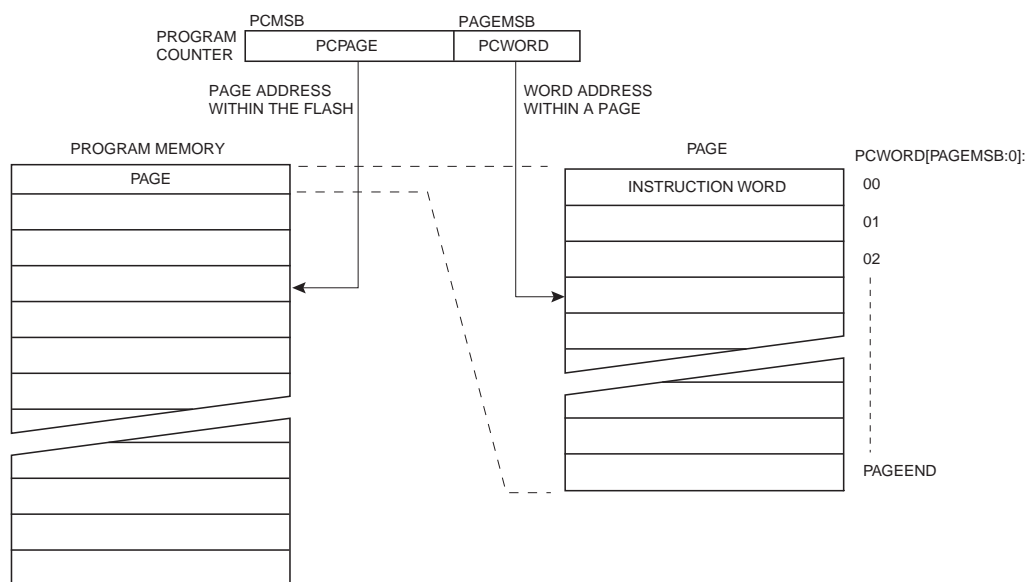 PCMSB
PAGEMSB
PROGRAM
COUNTER
PCPAGE
PCWORD
PAGE ADDRESS
WITHIN THE FLASH
WORD ADDRESS
WITHIN A PAGE
PROGRAM MEMORY
PAGE
PAGE
PCWORD[PAGEMSB:0]:
INSTRUCTION WORD
00
01
02
PAGEEND